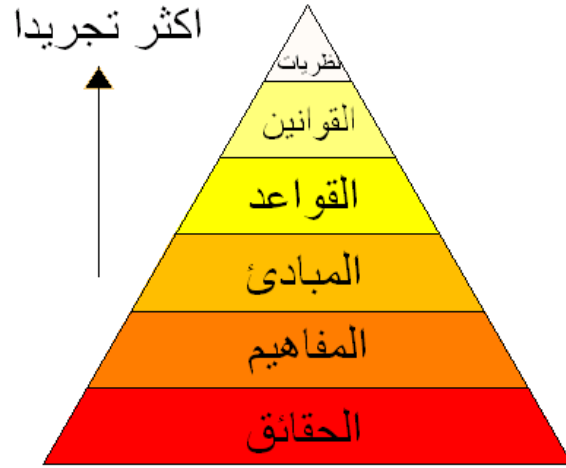 اكثر تجريدا
نظريات
القوانين
القواعد
المبادئ
المفاهيم
الحقائق